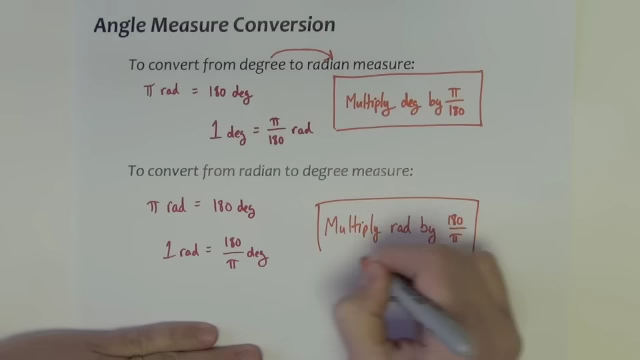 Angle Measure Conversion
To convert from degree to radian measure:
π rad = 180 deg
Multiply deg by π/180
1 deg = π/180 rad
To convert from radian to degree measure:
π rad = 180 deg
Multiply rad by 180/π
1 rad = 180/π deg